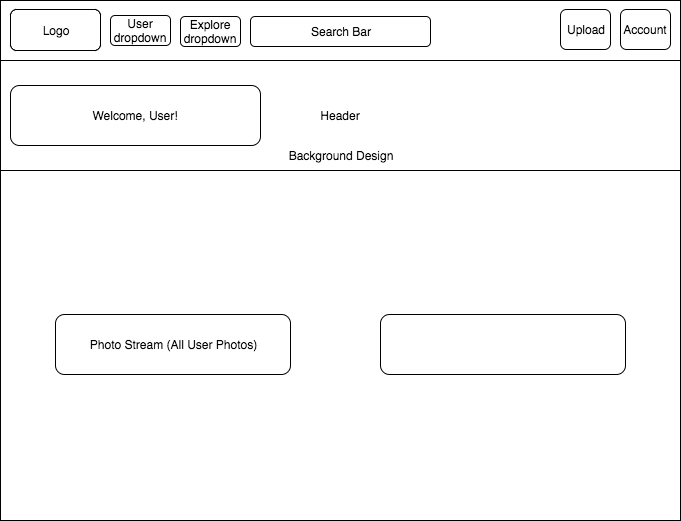 Logo
User
dropdown
Explore
dropdown
Search Bar
Upload
Account
Welcome, User!
Header
Background Design
Photo Stream (All User Photos)